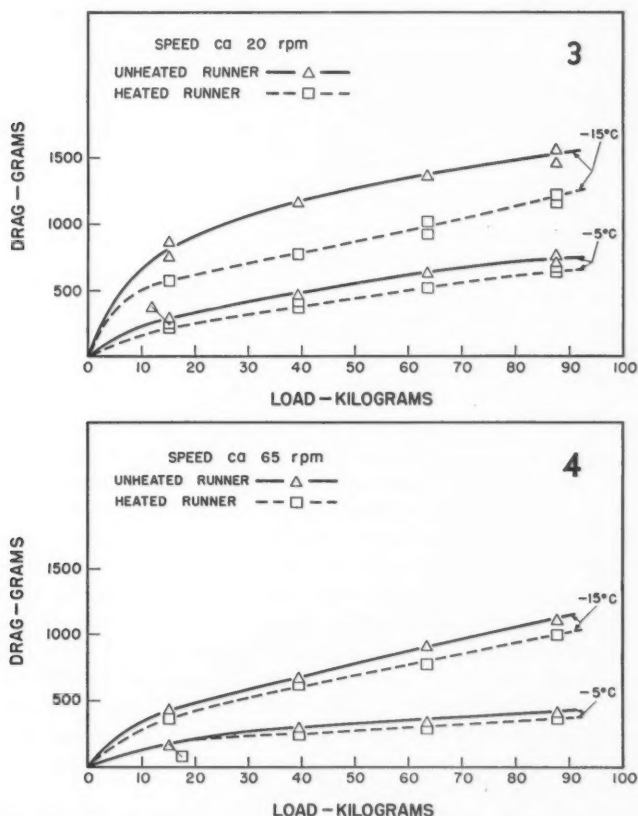 SPEED ca 20 rpm
3
UNHEATED RUNNER
HEATED RUNNER
-15°C
-5°C
1500
1000
500
DRAG-GRAMS
0 10 20 30 40 50 60 70 80 90 100
LOAD-KILOGRAMS
SPEED ca 65 rpm
4
UNHEATED RUNNER
HEATED RUNNER
-15°C
-5°C
1500
1000
500
DRAG-GRAMS
0 10 20 30 40 50 60 70 80 90 100
LOAD-KILOGRAMS